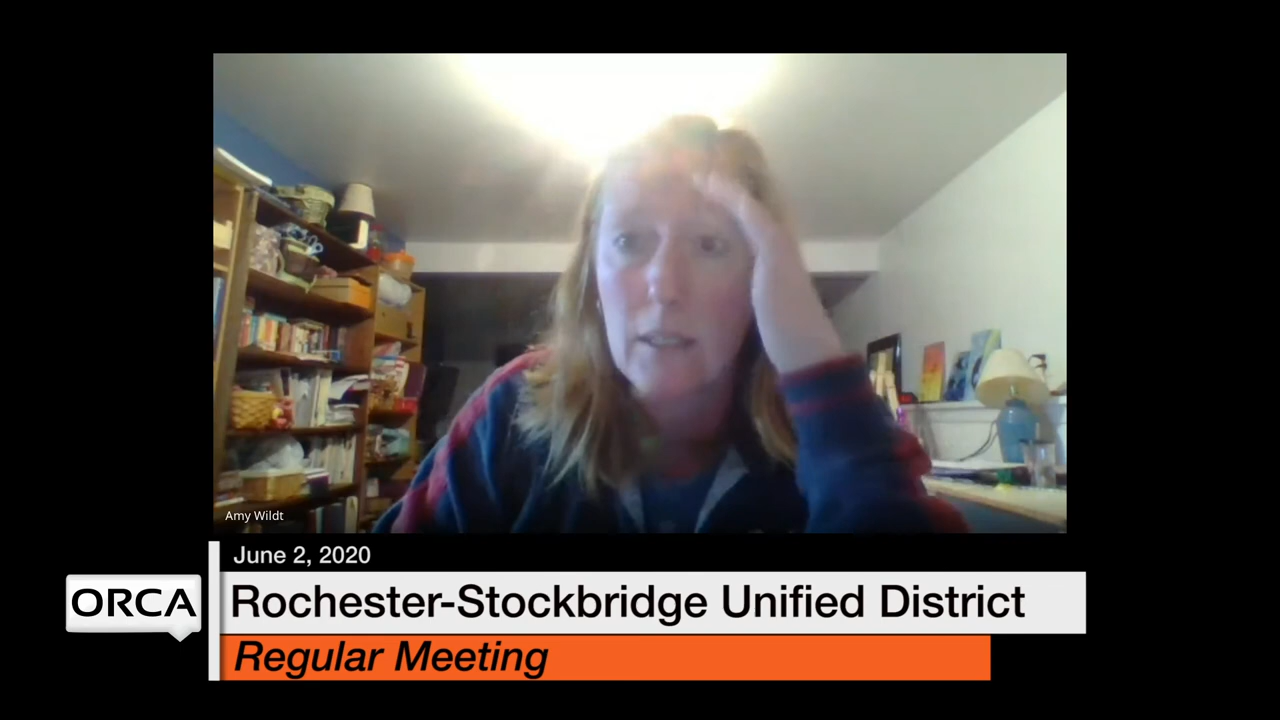 Amy Wildt
June 2, 2020
ORCA
Rochester-Stockbridge Unified District
Regular Meeting